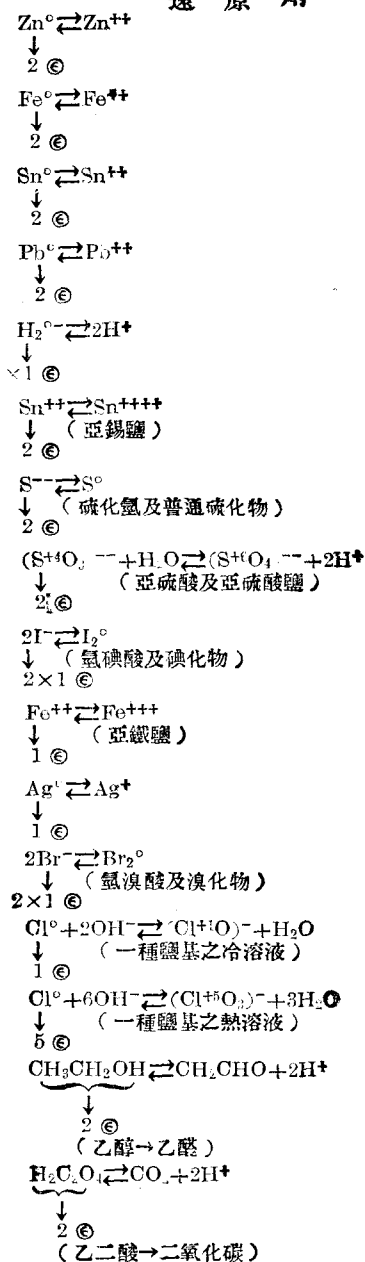 還原劑
Zn°⇄Zn⁺⁺
↓
2 ⓔ
Fe°⇄Fe⁺⁺
↓
2 ⓔ
Sn°⇄Sn⁺⁺
↓
2 ⓔ
Pb°⇄Pb⁺⁺
↓
2 ⓔ
H₂°⁻⇄2H⁺
↓
×1 ⓔ
Sn⁺⁺⇄Sn⁺⁺⁺⁺
↓ (亞錫鹽)
2 ⓔ
S⁻⁻⇄S°
↓ (硫化氫及普通硫化物)
2 ⓔ
(S⁺⁴O₃ ⁻⁻+H₂O⇄(S⁺⁶O₄ ⁻⁻+2H⁺
↓ (亞硫酸及亞硫酸鹽)
2 ⓔ
2I⁻⇄I₂°
↓ (氫碘酸及碘化物)
2×1 ⓔ
Fe⁺⁺⇄Fe⁺⁺⁺
↓ (亞鐵鹽)
1 ⓔ
Ag°⇄Ag⁺
↓
1 ⓔ
2Br⁻⇄Br₂°
↓ (氫溴酸及溴化物)
2×1 ⓔ
Cl°+2OH⁻⇄(Cl⁺¹O)⁻+H₂O
↓ (一種鹽基之冷溶液)
1 ⓔ
Cl°+6OH⁻⇄(Cl⁺⁵O₃)⁻+3H₂O
↓ (一種鹽基之熱溶液)
5 ⓔ
CH₃CH₂OH⇄CH₃CHO+2H⁺
↓
2 ⓔ
(乙醇→乙醛)
H₂C₂O₄⇄CO₂+2H⁺
↓
2 ⓔ
(乙二酸→二氧化碳)